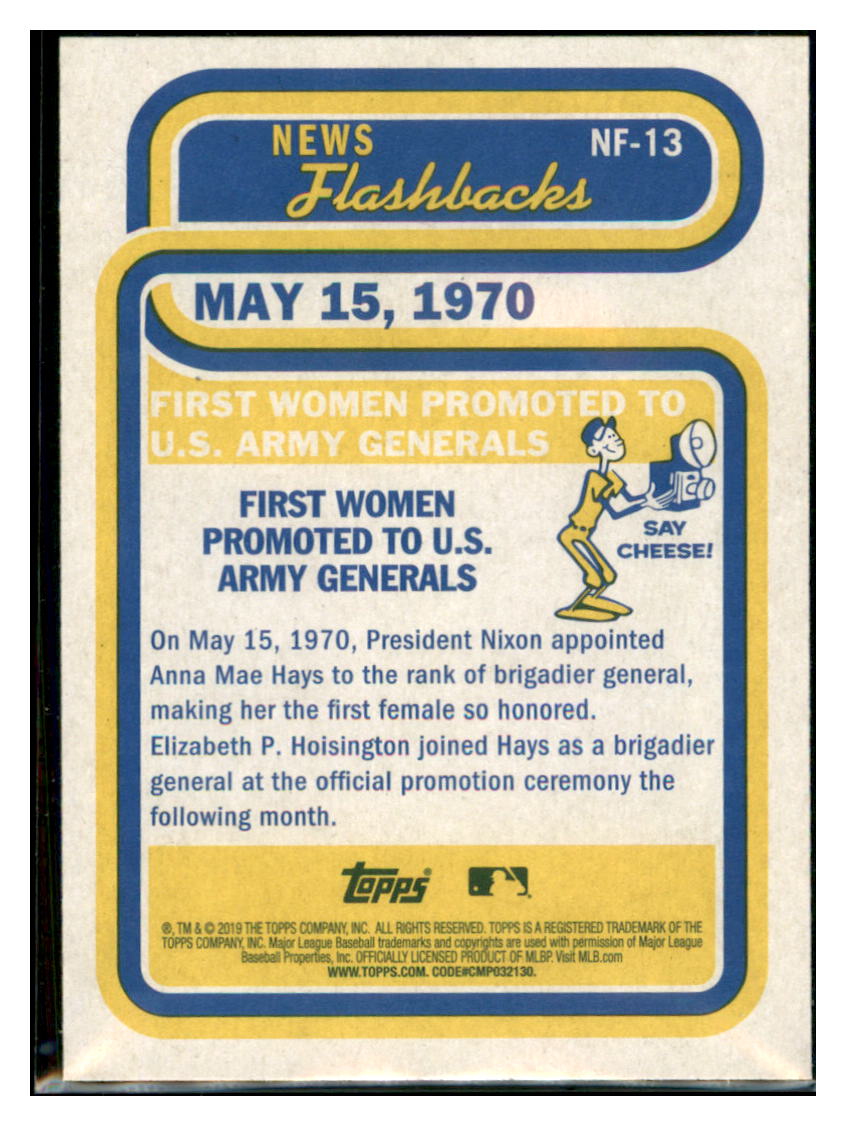 NEWS
NF-13
Flashbacks
MAY 15, 1970
FIRST WOMEN PROMOTED TO
U.S. ARMY GENERALS
FIRST WOMEN
PROMOTED TO U.S.
ARMY GENERALS
SAY
CHEESE!
On May 15, 1970, President Nixon appointed
Anna Mae Hays to the rank of brigadier general,
making her the first female so honored.
Elizabeth P. Hoisington joined Hays as a brigadier
general at the official promotion ceremony the
following month.
topps®
®, TM & © 2019 THE TOPPS COMPANY, INC. ALL RIGHTS RESERVED. TOPPS IS A REGISTERED TRADEMARK OF THE
TOPPS COMPANY, INC. Major League Baseball trademarks and copyrights are used with permission of Major League
Baseball Properties, Inc. OFFICIALLY LICENSED PRODUCT OF MLBP. Visit MLB.com
WWW.TOPPS.COM. CODE#CMP032130.